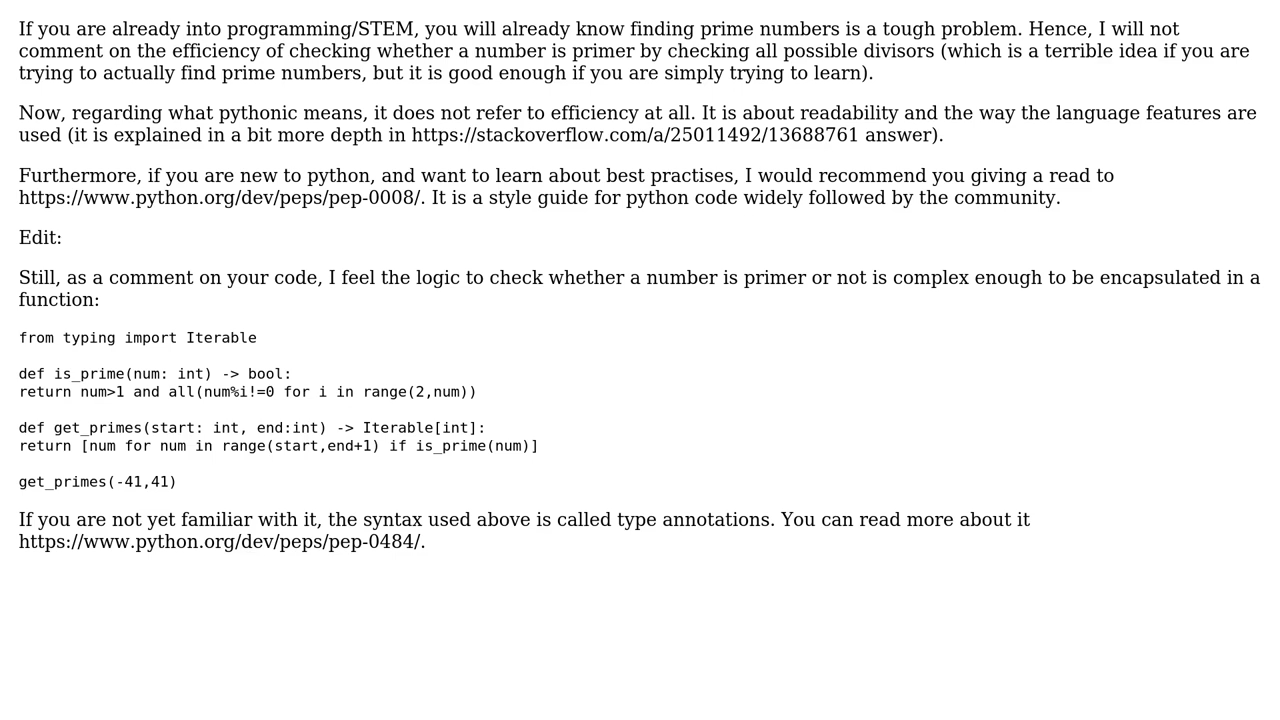 If you are already into programming/STEM, you will already know finding prime numbers is a tough problem. Hence, I will not
comment on the efficiency of checking whether a number is primer by checking all possible divisors (which is a terrible idea if you are
trying to actually find prime numbers, but it is good enough if you are simply trying to learn).
Now, regarding what pythonic means, it does not refer to efficiency at all. It is about readability and the way the language features are
used (it is explained in a bit more depth in https://stackoverflow.com/a/25011492/13688761 answer).
Furthermore, if you are new to python, and want to learn about best practises, I would recommend you giving a read to
https://www.python.org/dev/peps/pep-0008/. It is a style guide for python code widely followed by the community.
Edit:
Still, as a comment on your code, I feel the logic to check whether a number is primer or not is complex enough to be encapsulated in a
function:
from typing import Iterable
def is_prime(num: int) -> bool:
return num>1 and all(num%i!=0 for i in range(2,num))
def get_primes(start: int, end:int) -> Iterable[int]:
return [num for num in range(start,end+1) if is_prime(num)]
get_primes(-41,41)
If you are not yet familiar with it, the syntax used above is called type annotations. You can read more about it
https://www.python.org/dev/peps/pep-0484/.